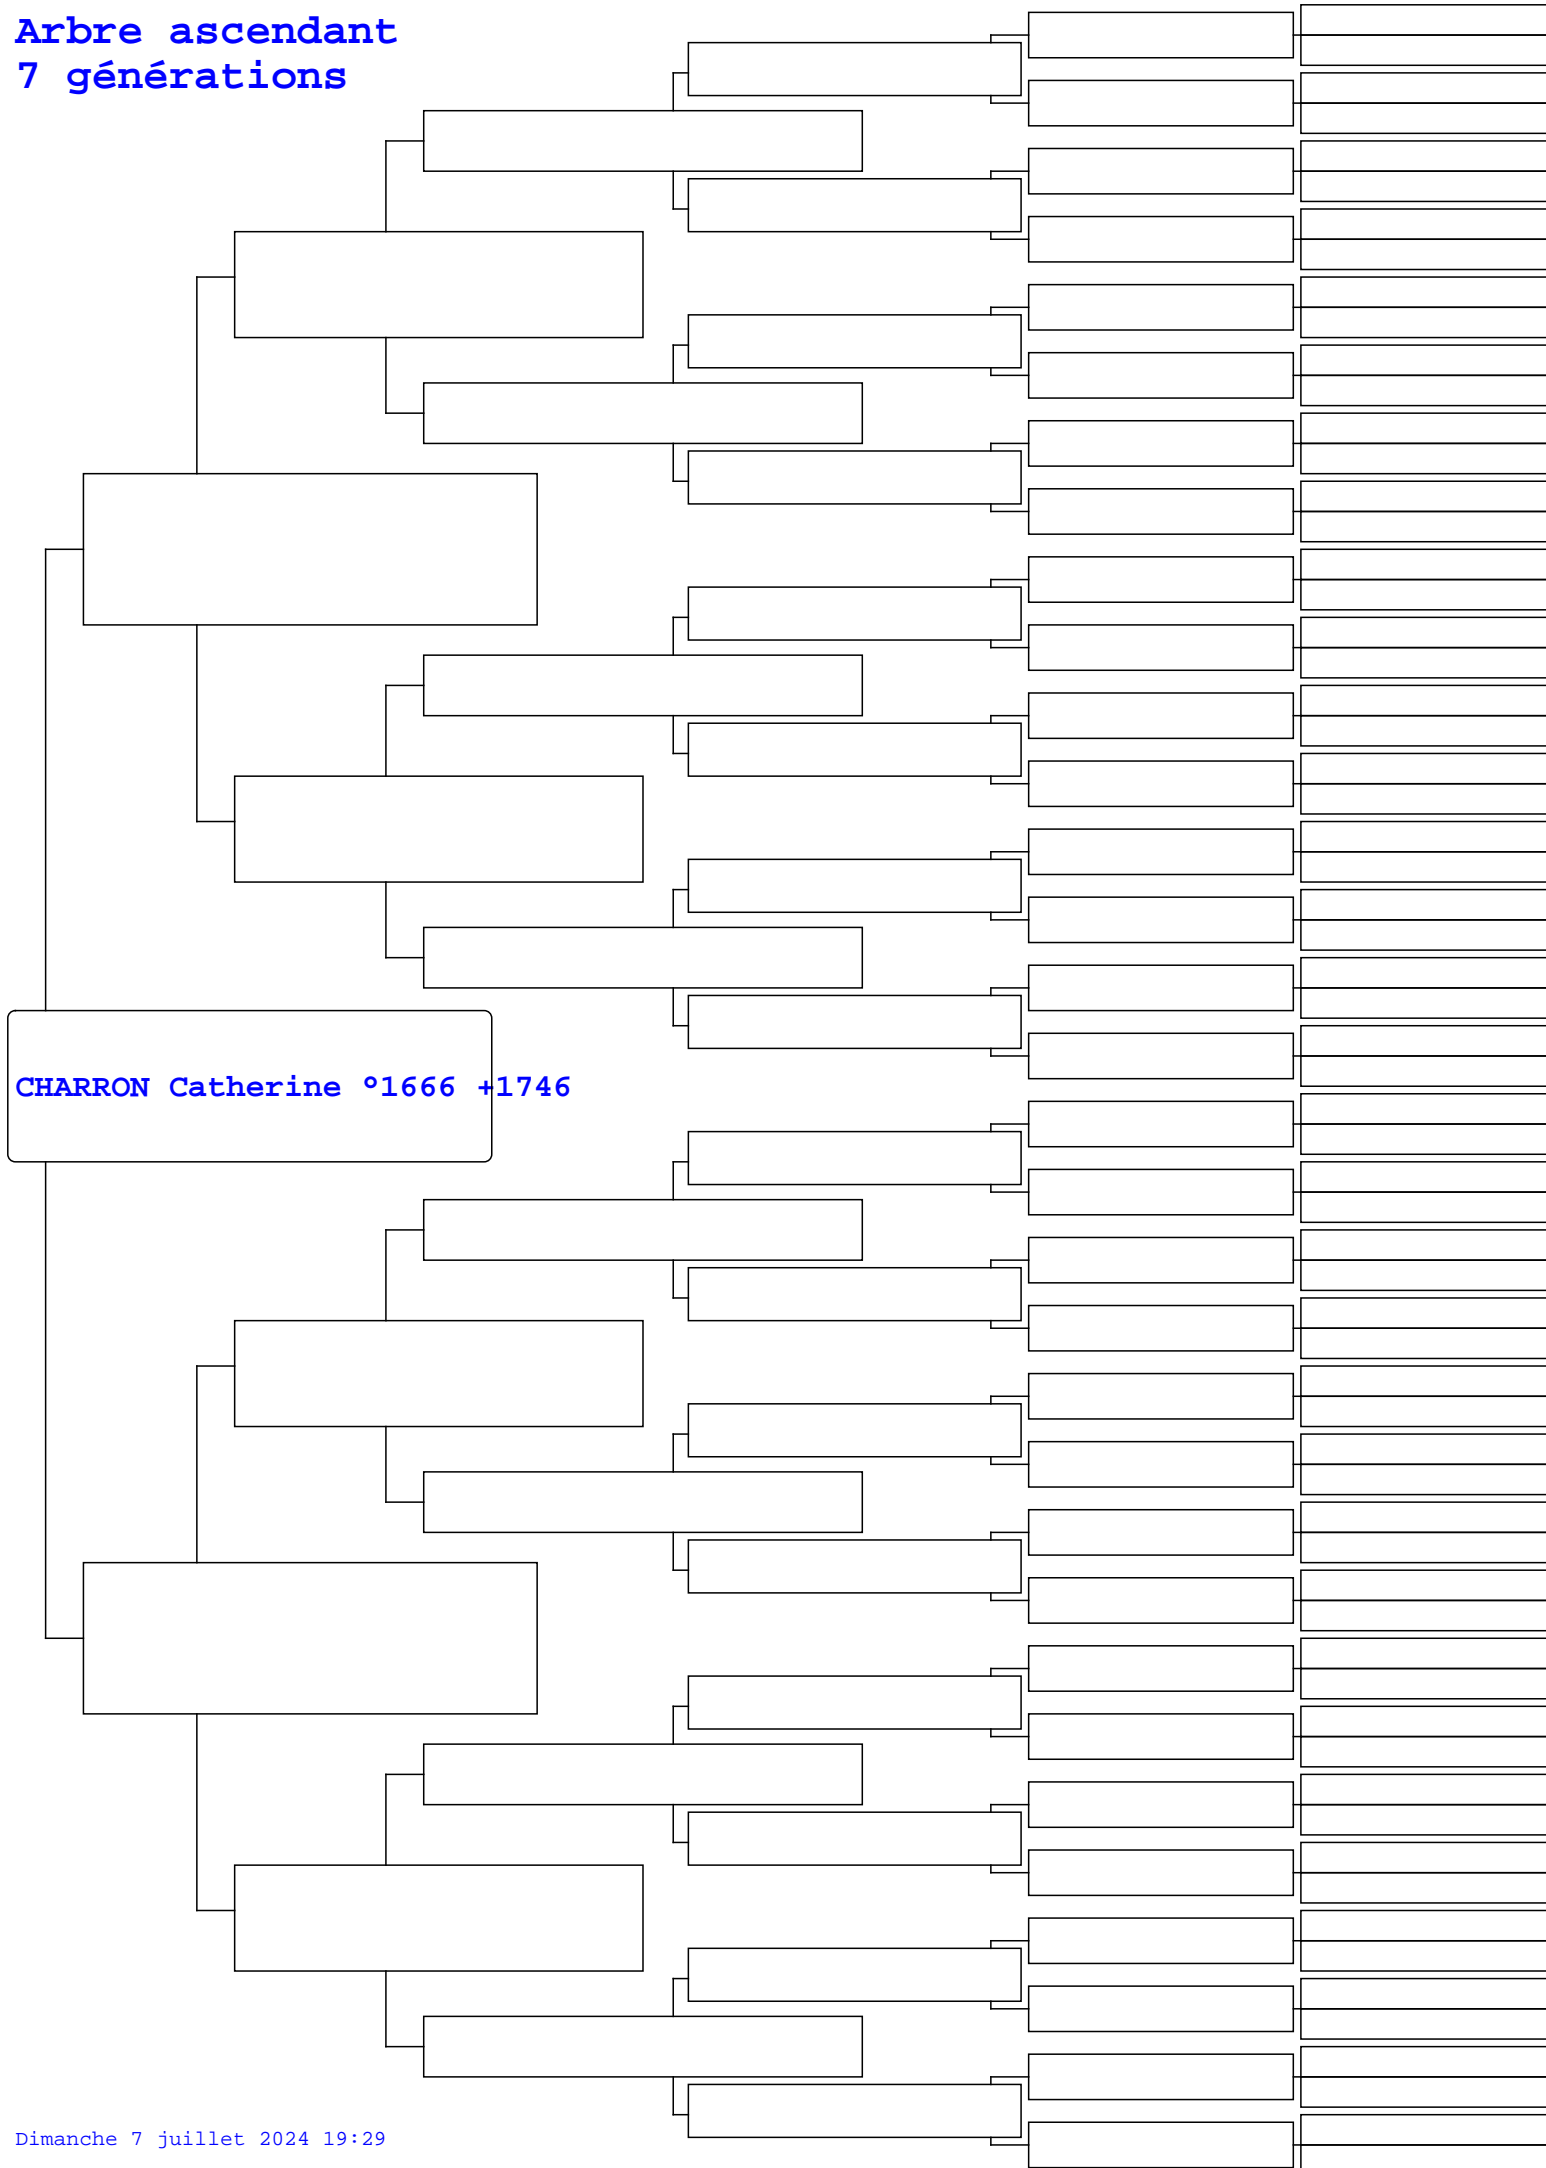 Arbre ascendant
7 générations
CHARRON Catherine °1666 +1746
Dimanche 7 juillet 2024 19:29